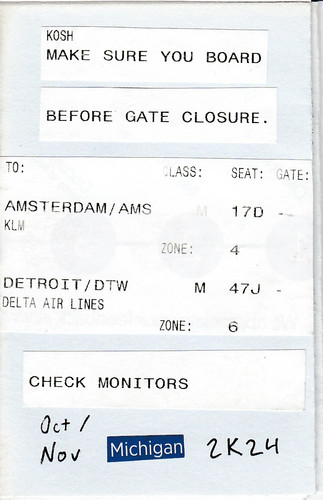 KOSH
MAKE SURE YOU BOARD
BEFORE GATE CLOSURE.
TO: CLASS: SEAT: GATE:
AMSTERDAM/AMS M 17D -
KLM
ZONE: 4
DETROIT/DTW M 47J -
DELTA AIR LINES
ZONE: 6
CHECK MONITORS
Oct/
Nov Michigan 2K24